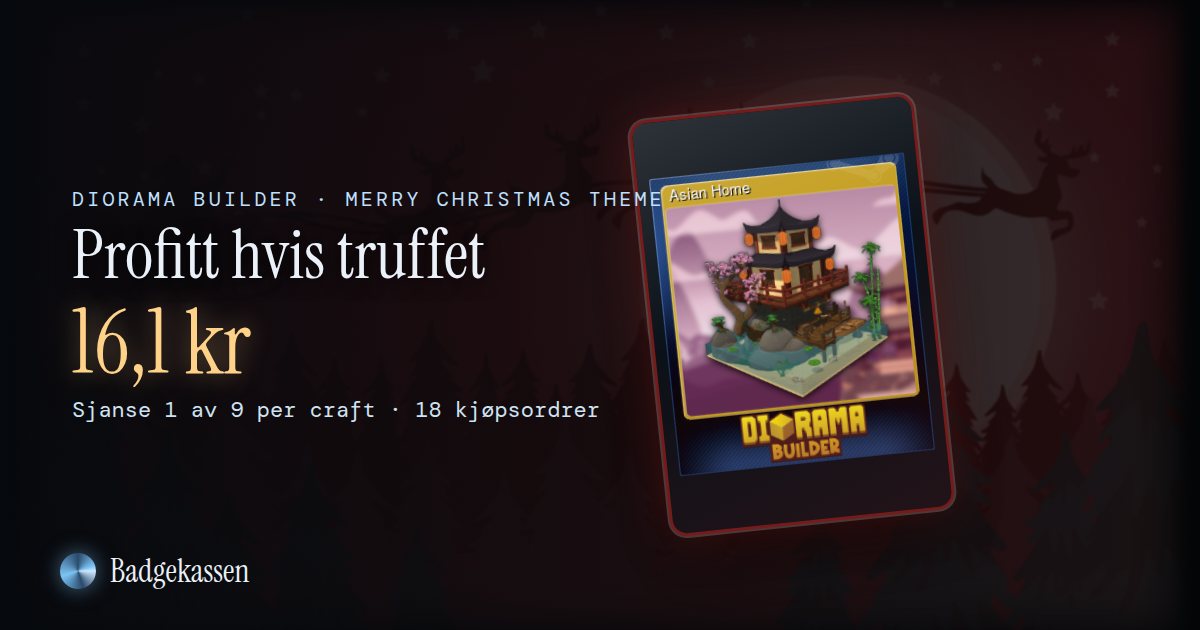 DIORAMA BUILDER · MERRY CHRISTMAS THEME
Profitt hvis truffet
16,1 kr
Sjanse 1 av 9 per craft · 18 kjøpsordrer
Badgekassen
Asian Home
DIORAMA
BUILDER